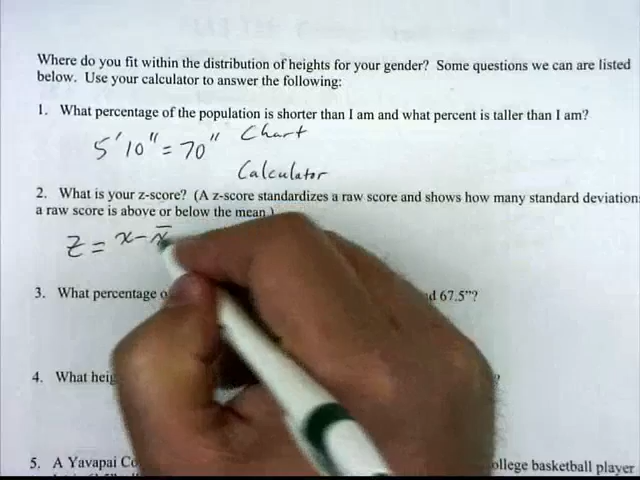 Where do you fit within the distribution of heights for your gender? Some questions we can are listed
below. Use your calculator to answer the following:
1. What percentage of the population is shorter than I am and what percent is taller than I am?
5'10" = 70" Chart
Calculator
2. What is your z-score? (A z-score standardizes a raw score and shows how many standard deviation
a raw score is above or below the mean.)
z = x - x̄
3. What percentage 67.5"?
4. What ?
5. A Yavapai ollege basketball player